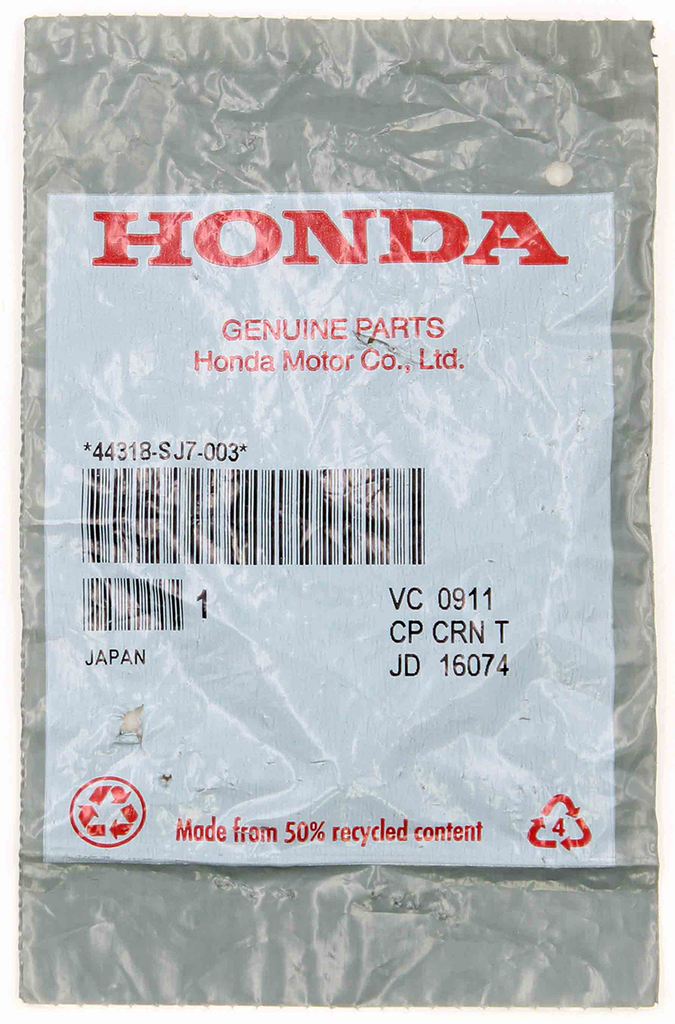 HONDA
GENUINE PARTS
Honda Motor Co., Ltd.
*44318-SJ7-003*
1
VC 0911
CP CRN T
JAPAN
JD 16074
Made from 50% recycled content
4